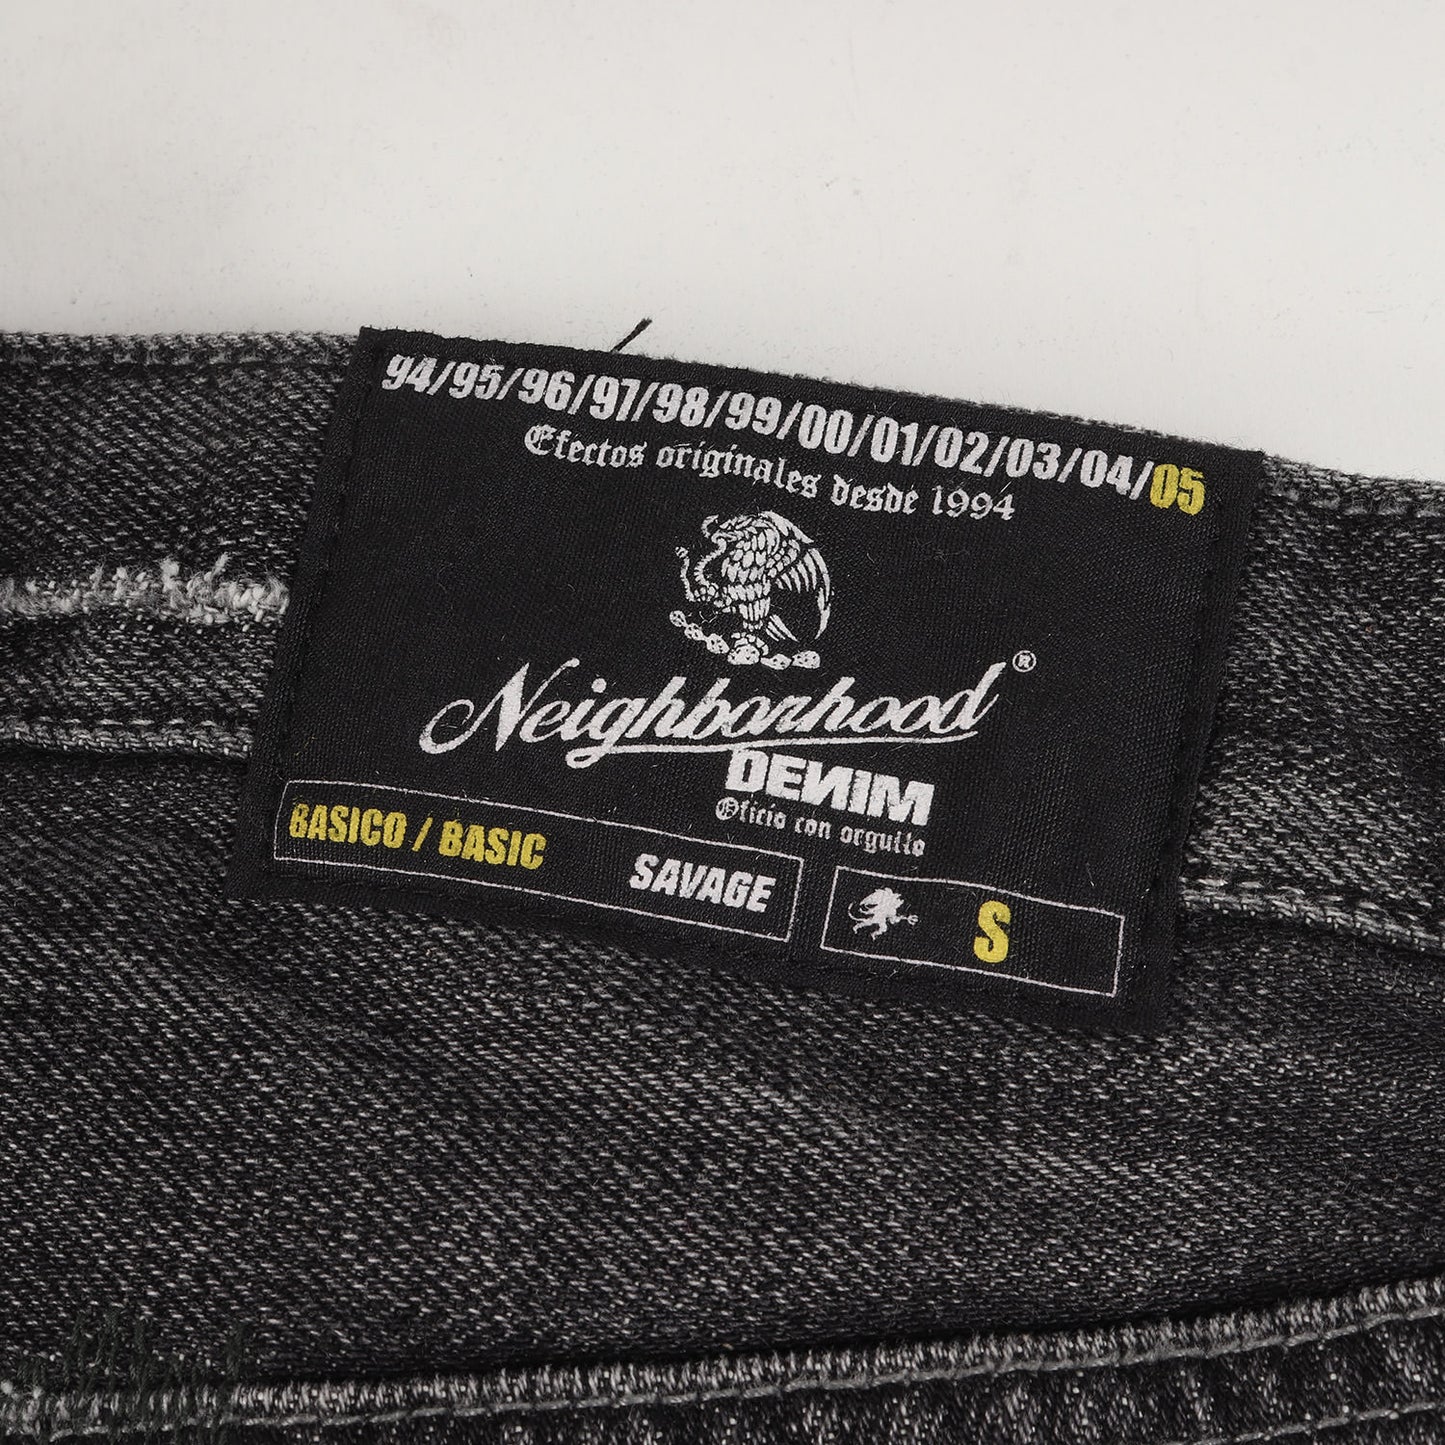 94/95/96/97/98/99/00/01/02/03/04/05
Efectos originales desde 1994
Neighborhood®
DENIM
Oficio con orgullo
BASICO / BASIC SAVAGE
S